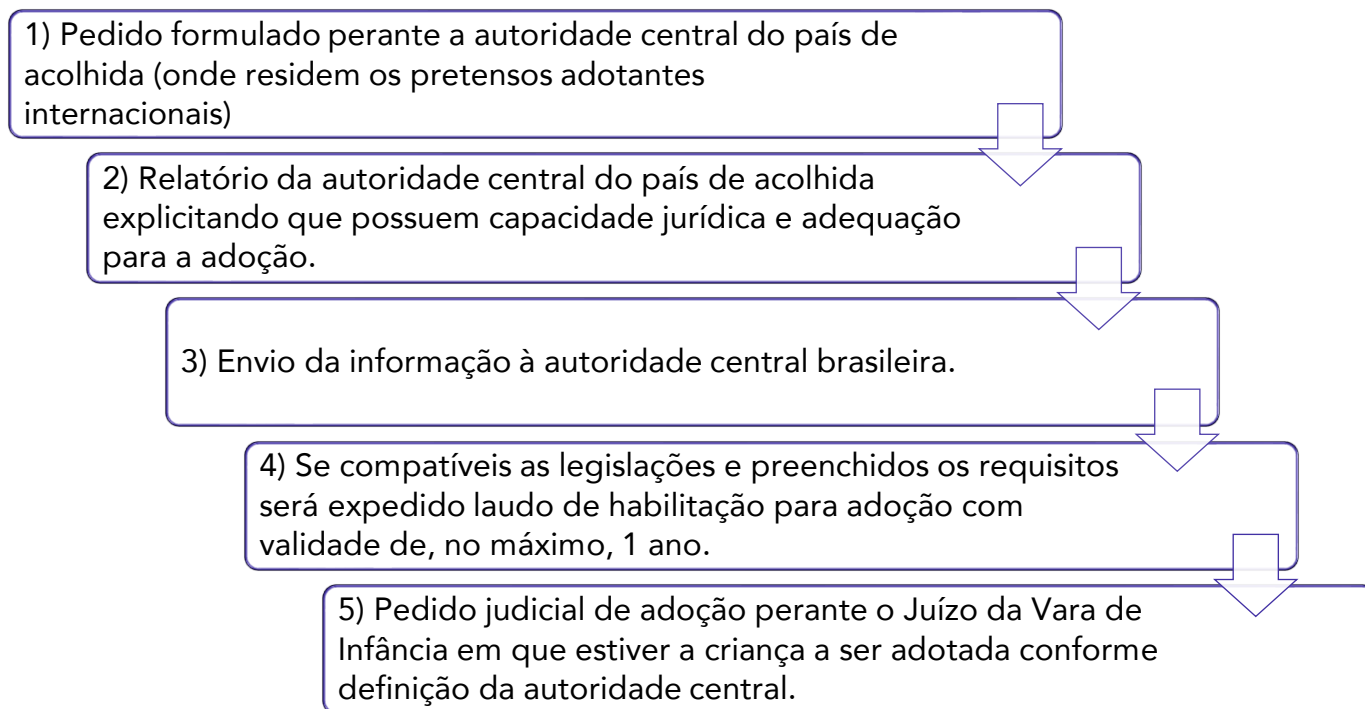 1) Pedido formulado perante a autoridade central do país de
acolhida (onde residem os pretensos adotantes
internacionais)
2) Relatório da autoridade central do país de acolhida
explicitando que possuem capacidade jurídica e adequação
para a adoção.
3) Envio da informação à autoridade central brasileira.
4) Se compatíveis as legislações e preenchidos os requisitos
será expedido laudo de habilitação para adoção com
validade de, no máximo, 1 ano.
5) Pedido judicial de adoção perante o Juízo da Vara de
Infância em que estiver a criança a ser adotada conforme
definição da autoridade central.